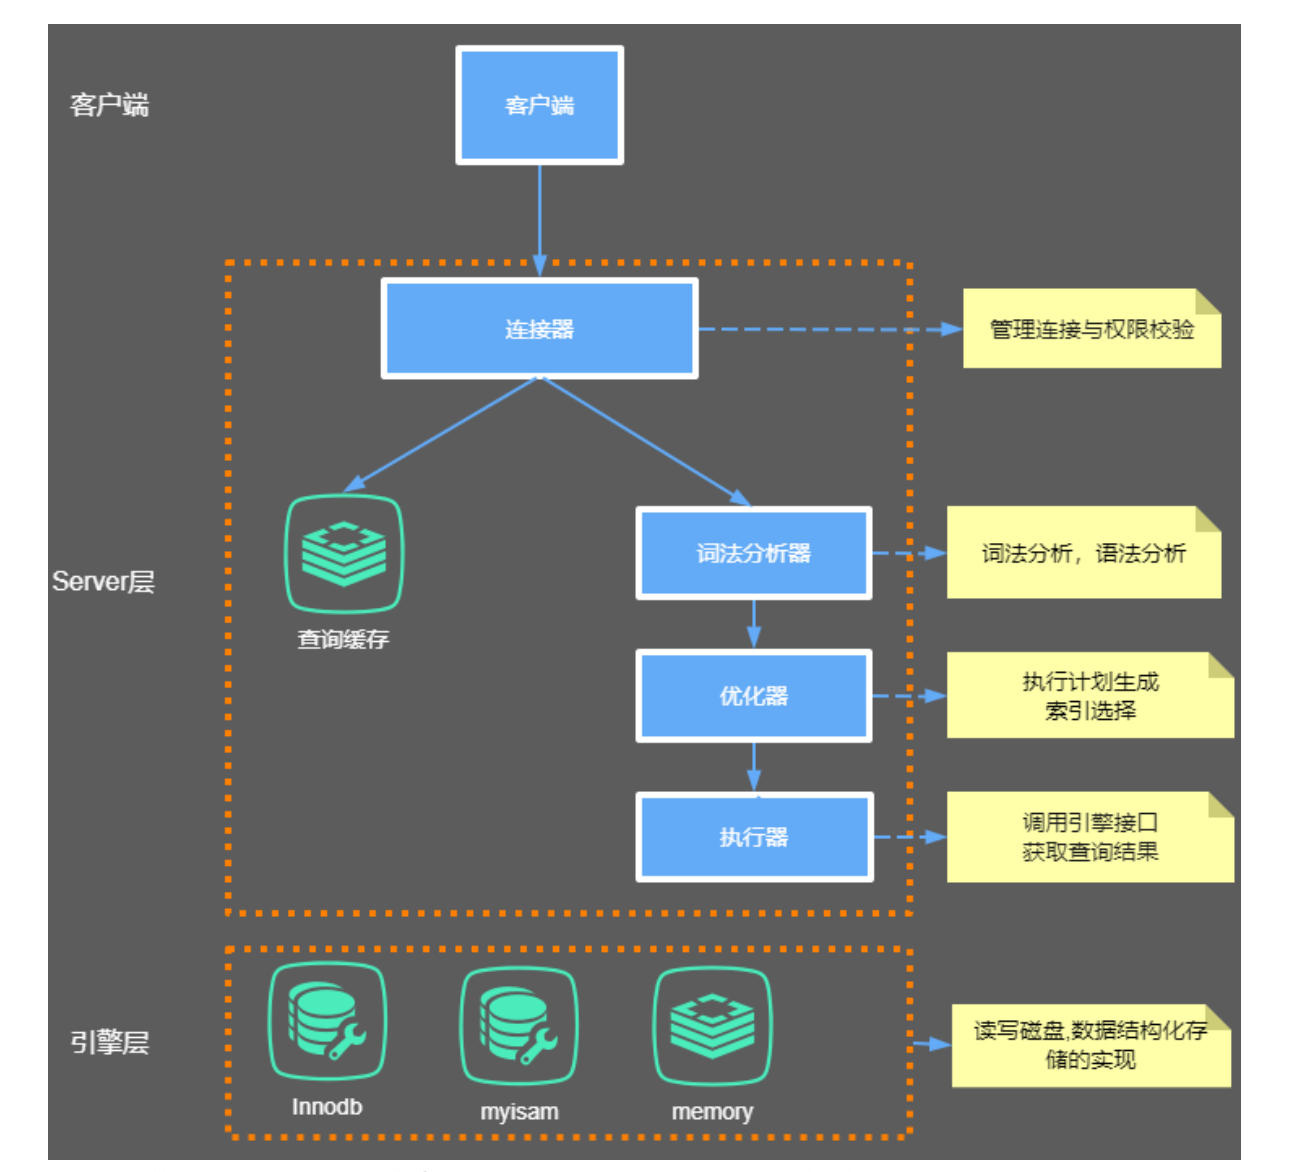 客户端
客户端
连接器
管理连接与权限校验
词法分析器
词法分析，语法分析
Server层
查询缓存
优化器
执行计划生成
索引选择
执行器
调用引擎接口
获取查询结果
引擎层
读写磁盘,数据结构化存
储的实现
Innodb
myisam
memory